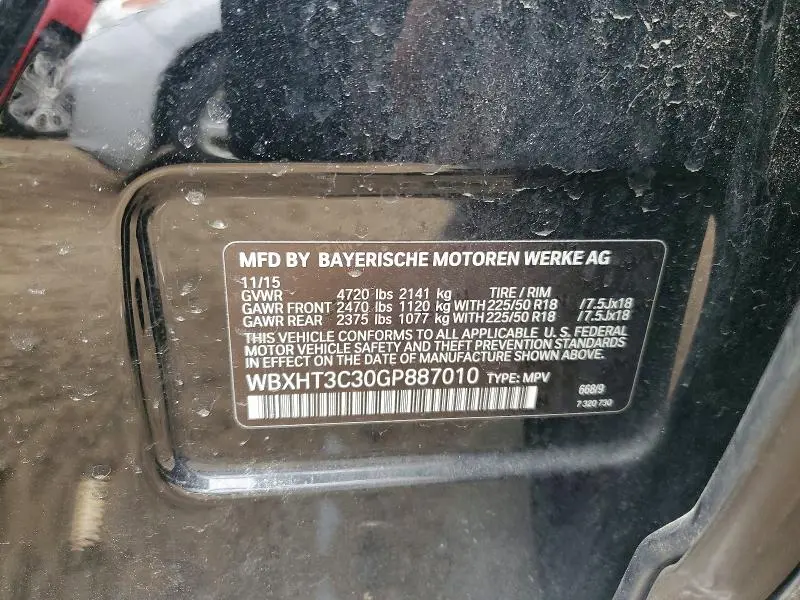 MFD BY BAYERISCHE MOTOREN WERKE AG
11/15
GVWR 4720 lbs 2141 kg TIRE / RIM
GAWR FRONT 2470 lbs 1120 kg WITH 225/50 R18 /7.5Jx18
GAWR REAR 2375 lbs 1077 kg WITH 225/50 R18 /7.5Jx18
THIS VEHICLE CONFORMS TO ALL APPLICABLE U. S. FEDERAL
MOTOR VEHICLE SAFETY AND THEFT PREVENTION STANDARDS
IN EFFECT ON THE DATE OF MANUFACTURE SHOWN ABOVE.
WBXHT3C30GP887010 TYPE: MPV
668/9
7 320 730